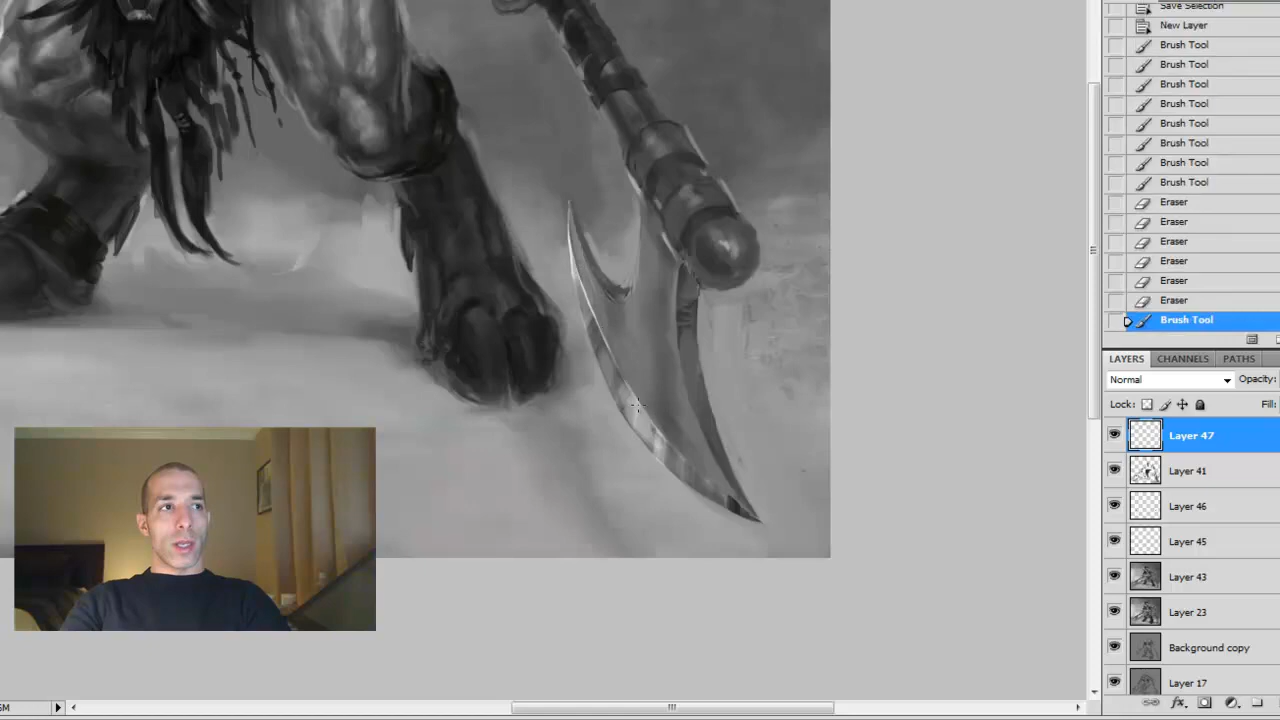 Save Selection
New Layer
Brush Tool
Brush Tool
Brush Tool
Brush Tool
Brush Tool
Brush Tool
Brush Tool
Brush Tool
Eraser
Eraser
Eraser
Eraser
Eraser
Eraser
Brush Tool
LAYERS CHANNELS PATHS
Normal Opacity:
Lock: Fill:
Layer 47
Layer 41
Layer 46
Layer 45
Layer 43
Layer 23
Background copy
Layer 17